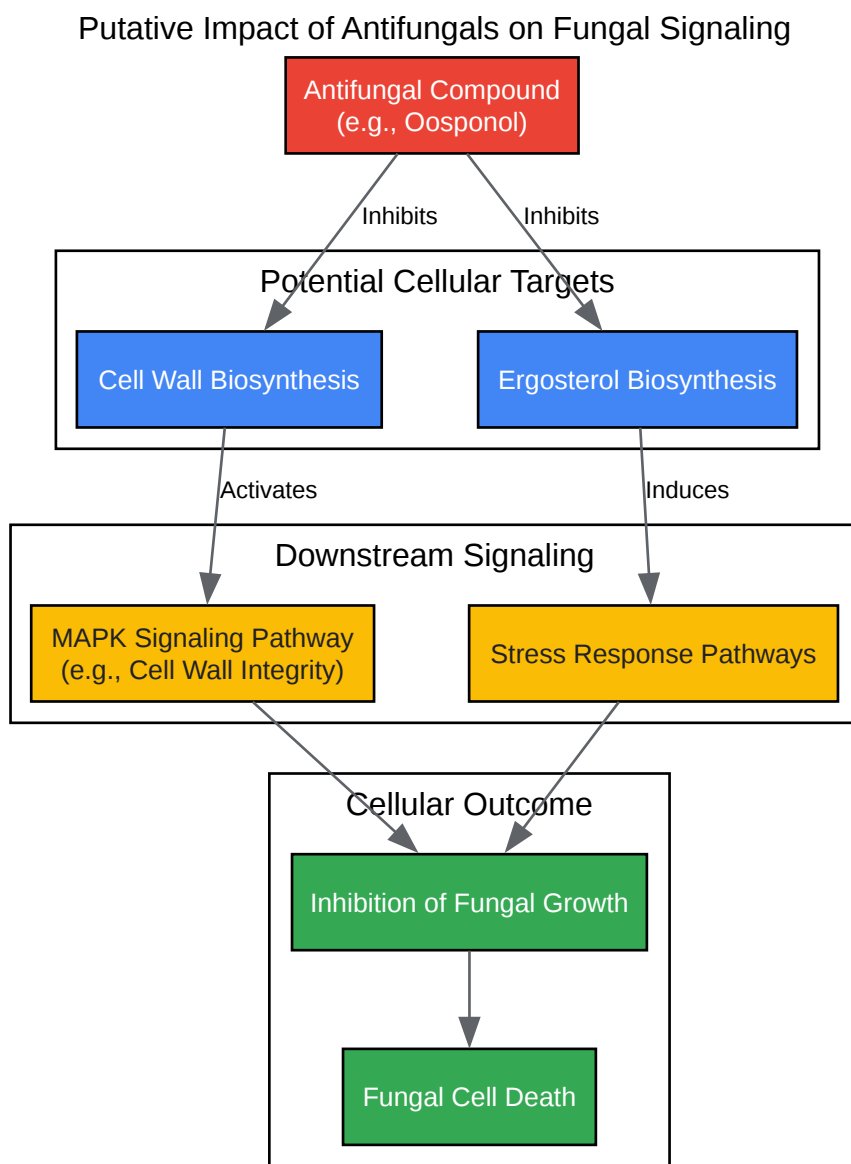 Putative Impact of Antifungals on Fungal Signaling
Antifungal Compound
(e.g., Oosponol)
Inhibits
Inhibits
Potential Cellular Targets
Cell Wall Biosynthesis
Ergosterol Biosynthesis
Activates
Induces
Downstream Signaling
MAPK Signaling Pathway
(e.g., Cell Wall Integrity)
Stress Response Pathways
Cellular Outcome
Inhibition of Fungal Growth
Fungal Cell Death